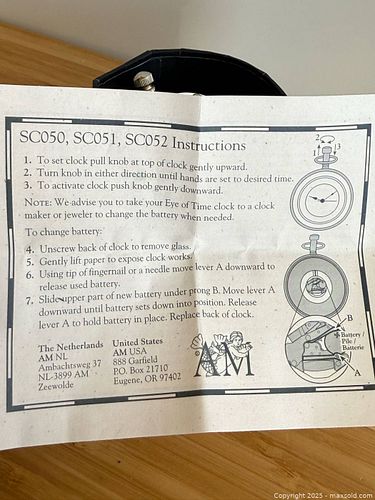 SC050, SC051, SC052 Instructions
1. To set clock pull knob at top of clock gently upward.
2. Turn knob in either direction until hands are set to desired time.
3. To activate clock push knob gently downward.
NOTE: We advise you to take your Eye of Time clock to a clock
maker or jeweler to change the battery when needed.
To change battery:
4. Unscrew back of clock to remove glass.
5. Gently lift paper to expose clock works.
6. Using tip of fingernail or a needle move lever A downward to
release used battery.
7. Slide upper part of new battery under prong B. Move lever A
downward until battery sets down into position. Release
lever A to hold battery in place. Replace back of clock.
The Netherlands
AM NL
Ambachtsweg 37
NL-3899 AM
Zeewolde
United States
AM USA
888 Garfield
P.O. Box 21710
Eugene, OR 97402
AM
2
1
3
B
Battery /
Pile /
Batterie
A
Copyright 2025 - maxsold.com